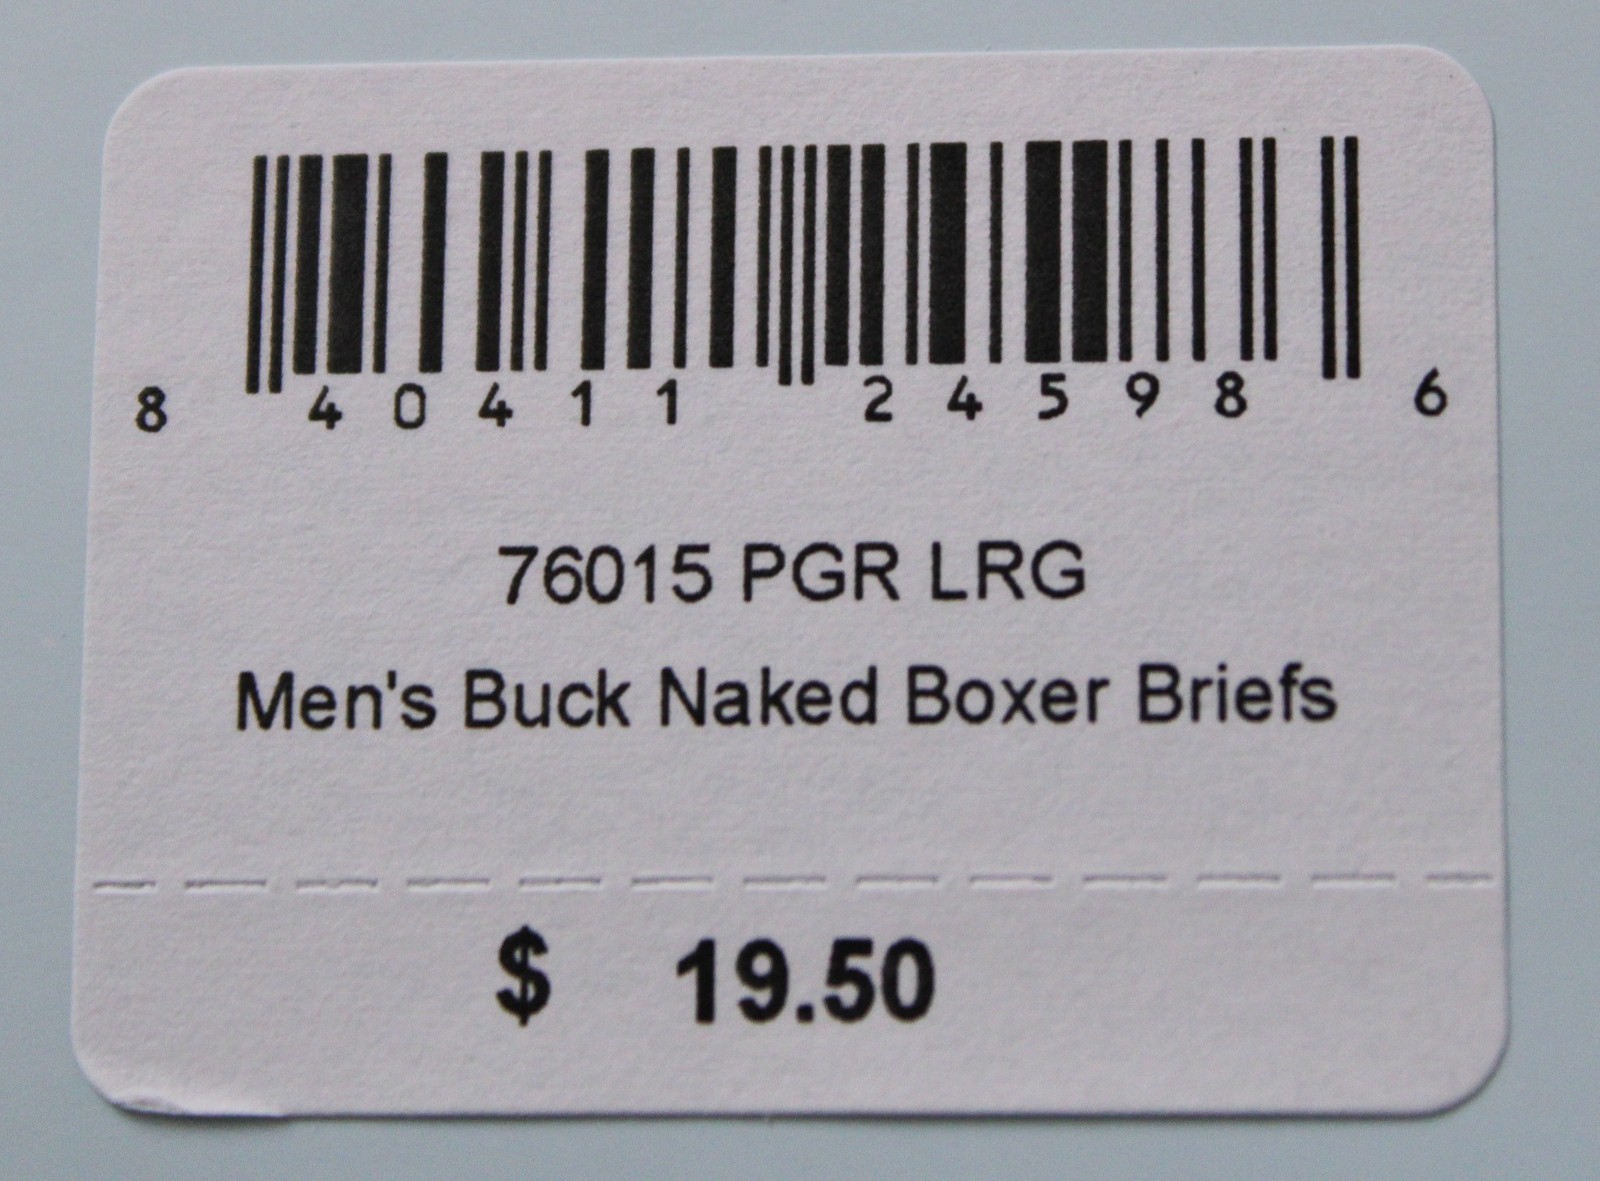 8 40411 24598 6
76015 PGR LRG
Men's Buck Naked Boxer Briefs
$ 19.50